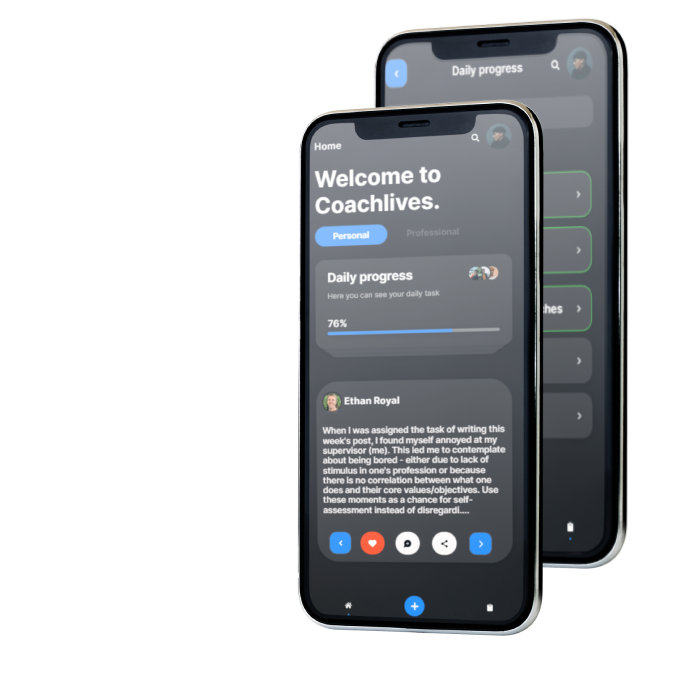 Daily progress
Home
Welcome to
Coachlives.
Personal
Professional
Daily progress
Here you can see your daily task
76%
ches
Ethan Royal
When I was assigned the task of writing this
week's post, I found myself annoyed at my
supervisor (me). This led me to contemplate
about being bored - either due to lack of
stimulus in one's profession or because
there is no correlation between what one
does and their core values/objectives. Use
these moments as a chance for self-
assessment instead of disregardi....